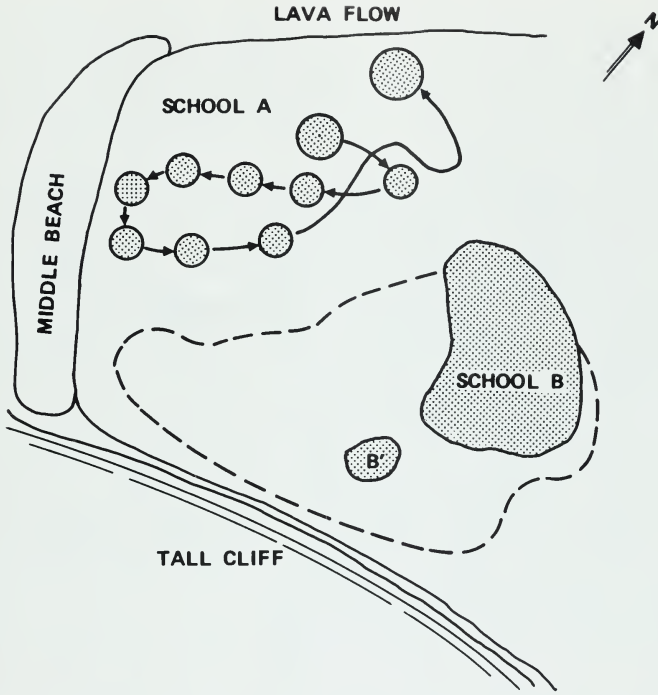 LAVA FLOW
N
SCHOOL A
MIDDLE BEACH
SCHOOL B
B'
TALL CLIFF